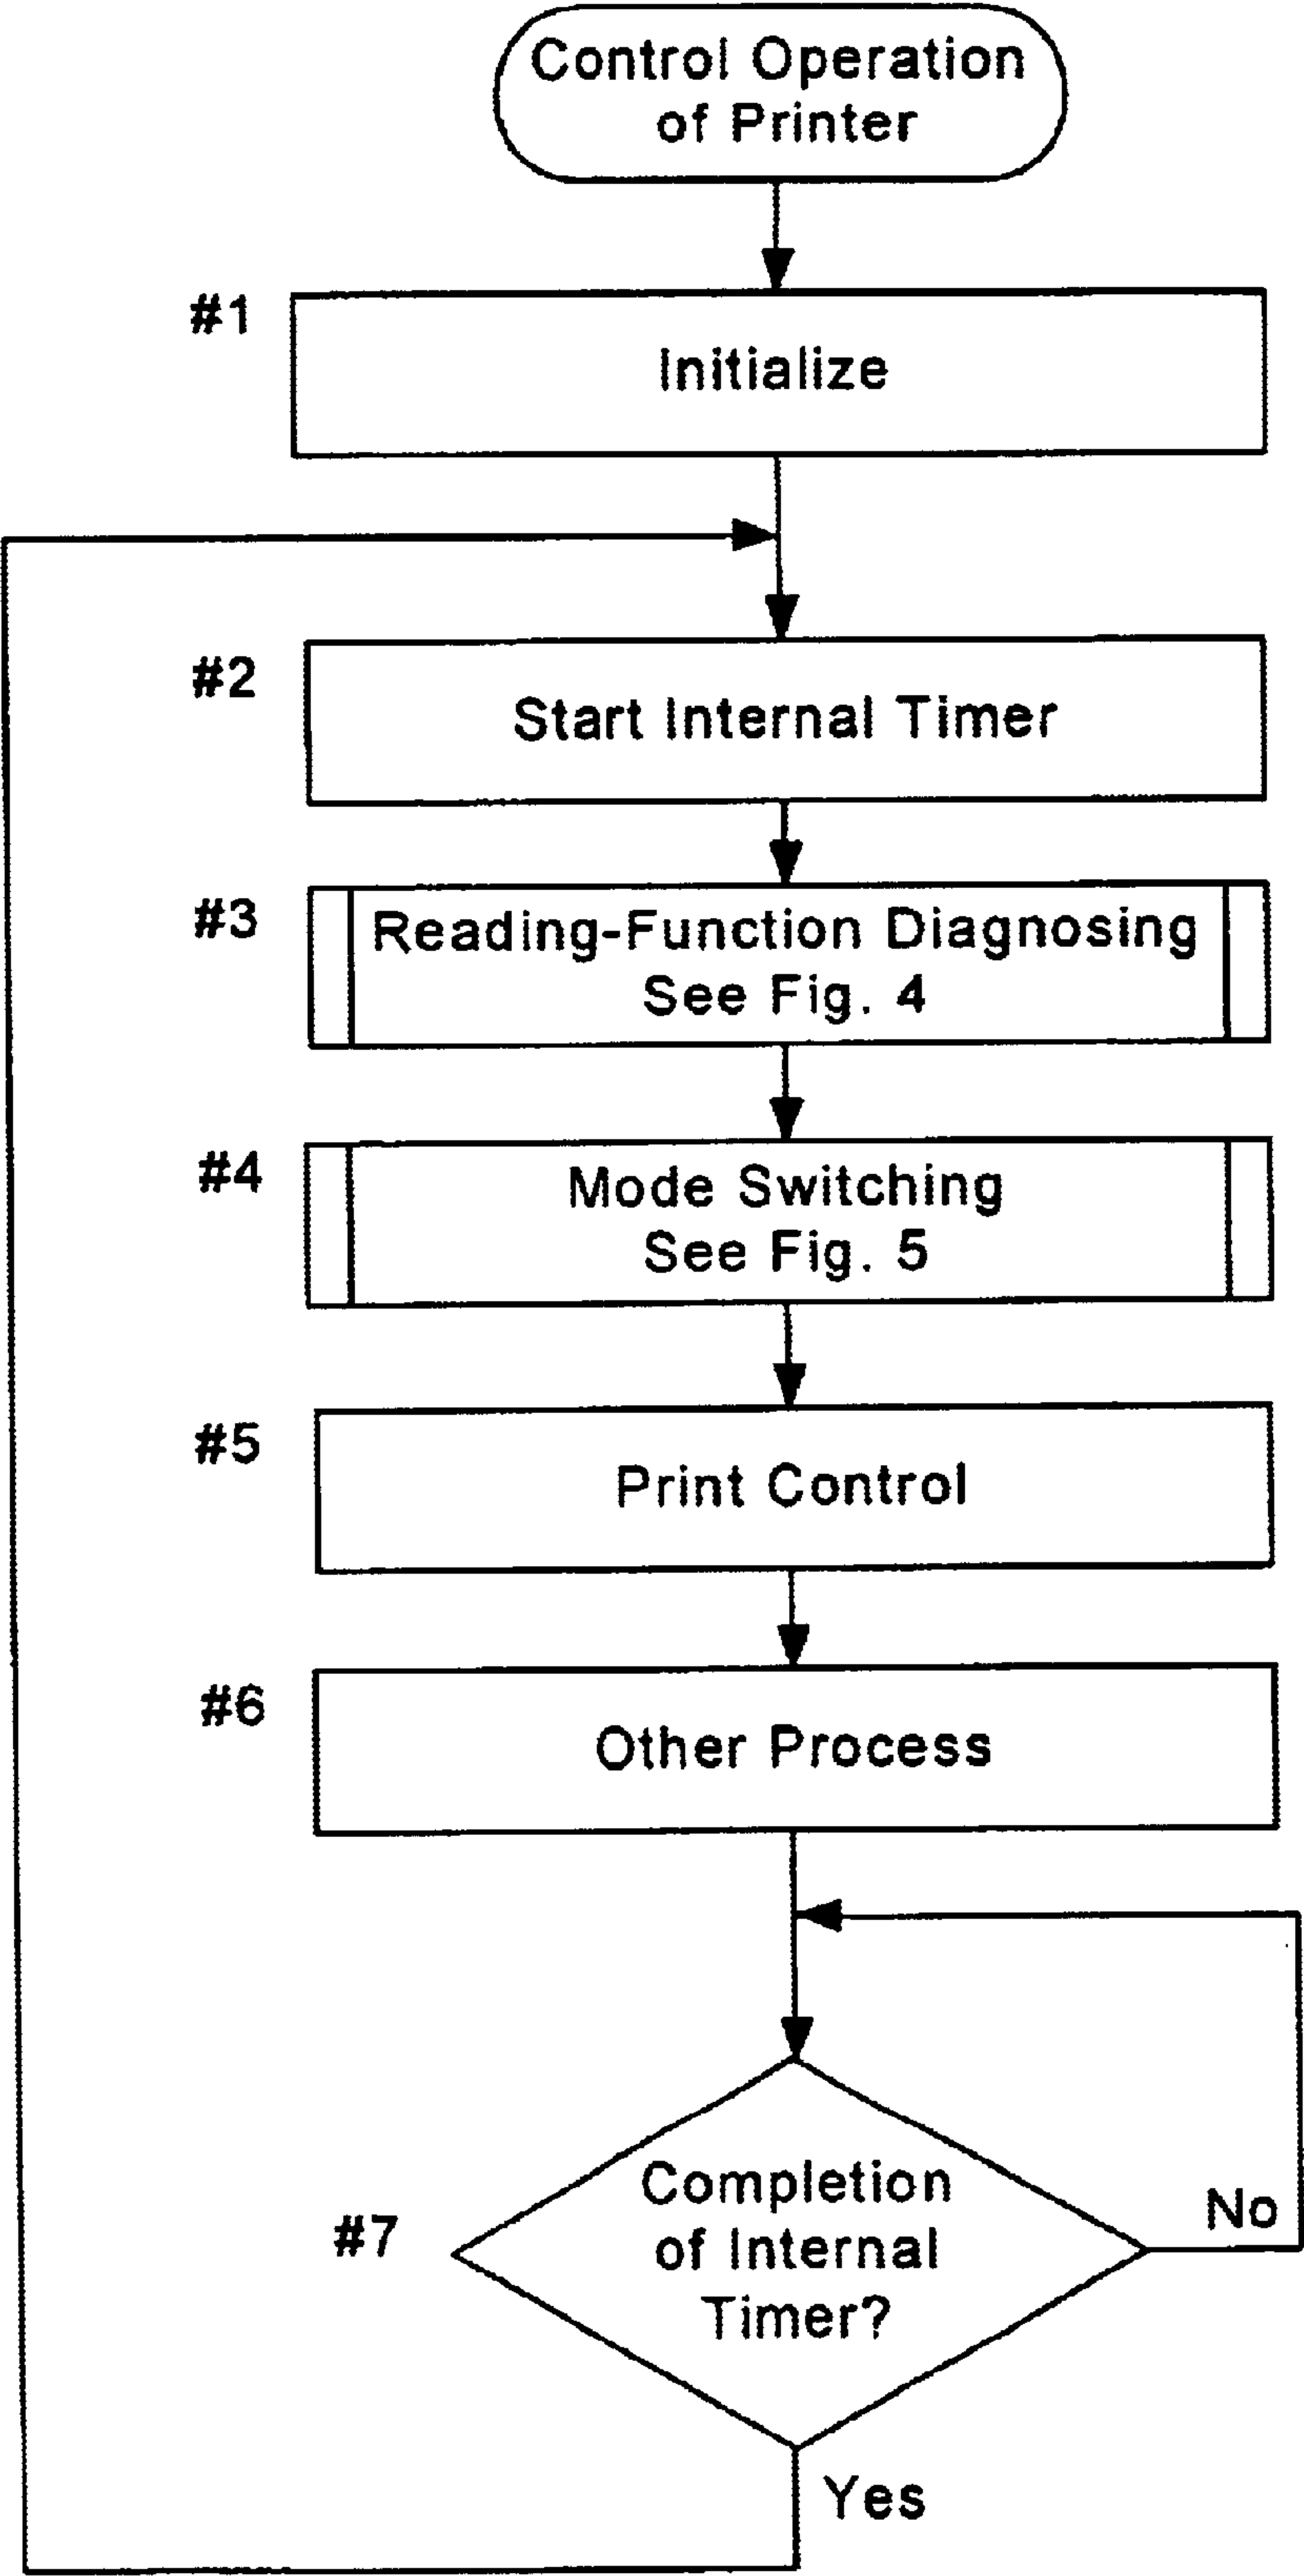 Control Operation
of Printer
#1
Initialize
#2
Start Internal Timer
#3
Reading-Function Diagnosing
See Fig. 4
#4
Mode Switching
See Fig. 5
#5
Print Control
#6
Other Process
#7
Completion
of Internal
Timer?
No
Yes